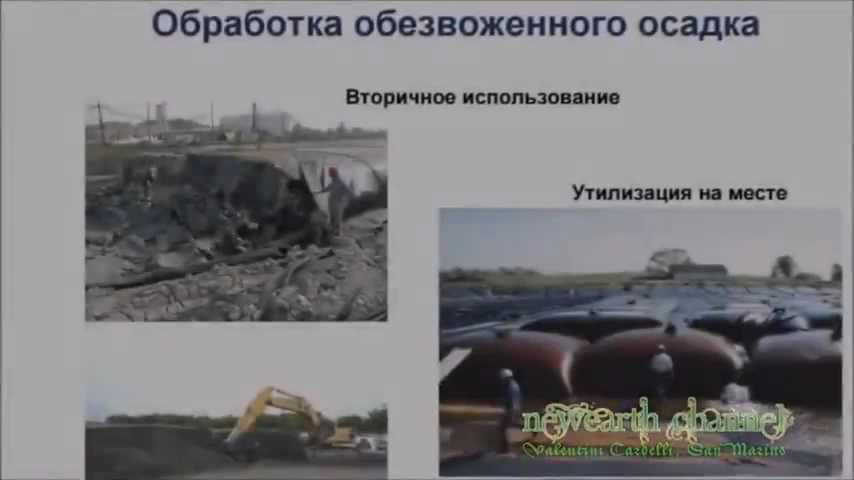 Обработка обезвоженного осадка
Вторичное использование
Утилизация на месте
newearth channel
Valentini Cardelli, San Marino